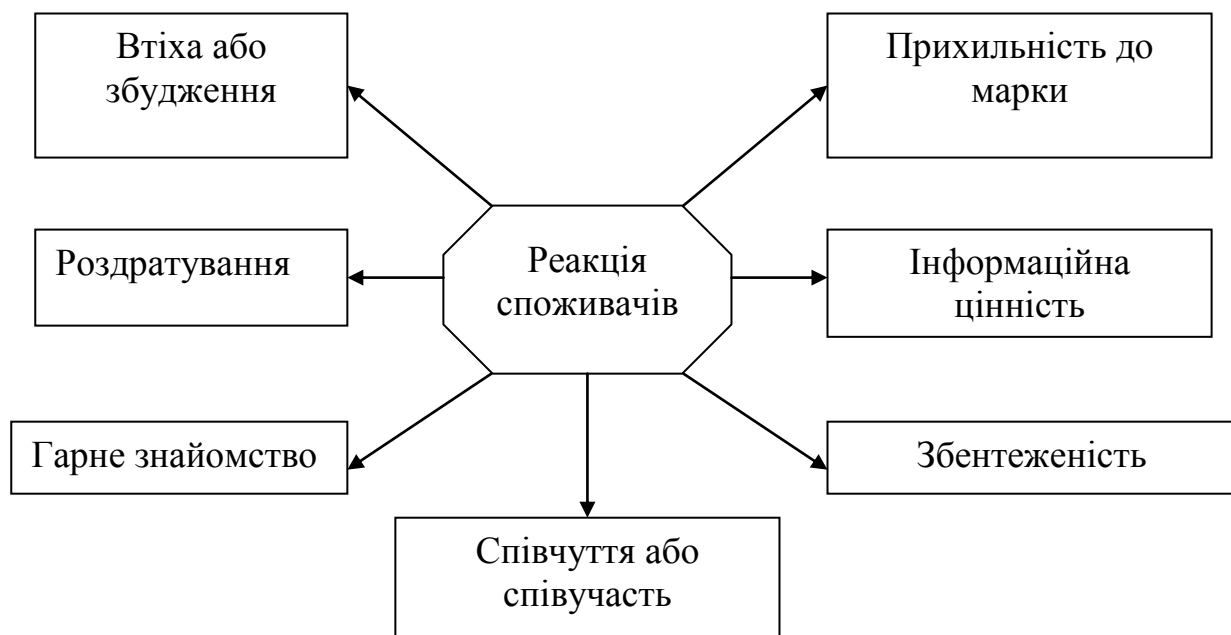 Втіха або
збудження
Прихильність до
марки
Роздратування
Реакція
споживачів
Інформаційна
цінність
Гарне знайомство
Збентеженість
Співчуття або
співучасть